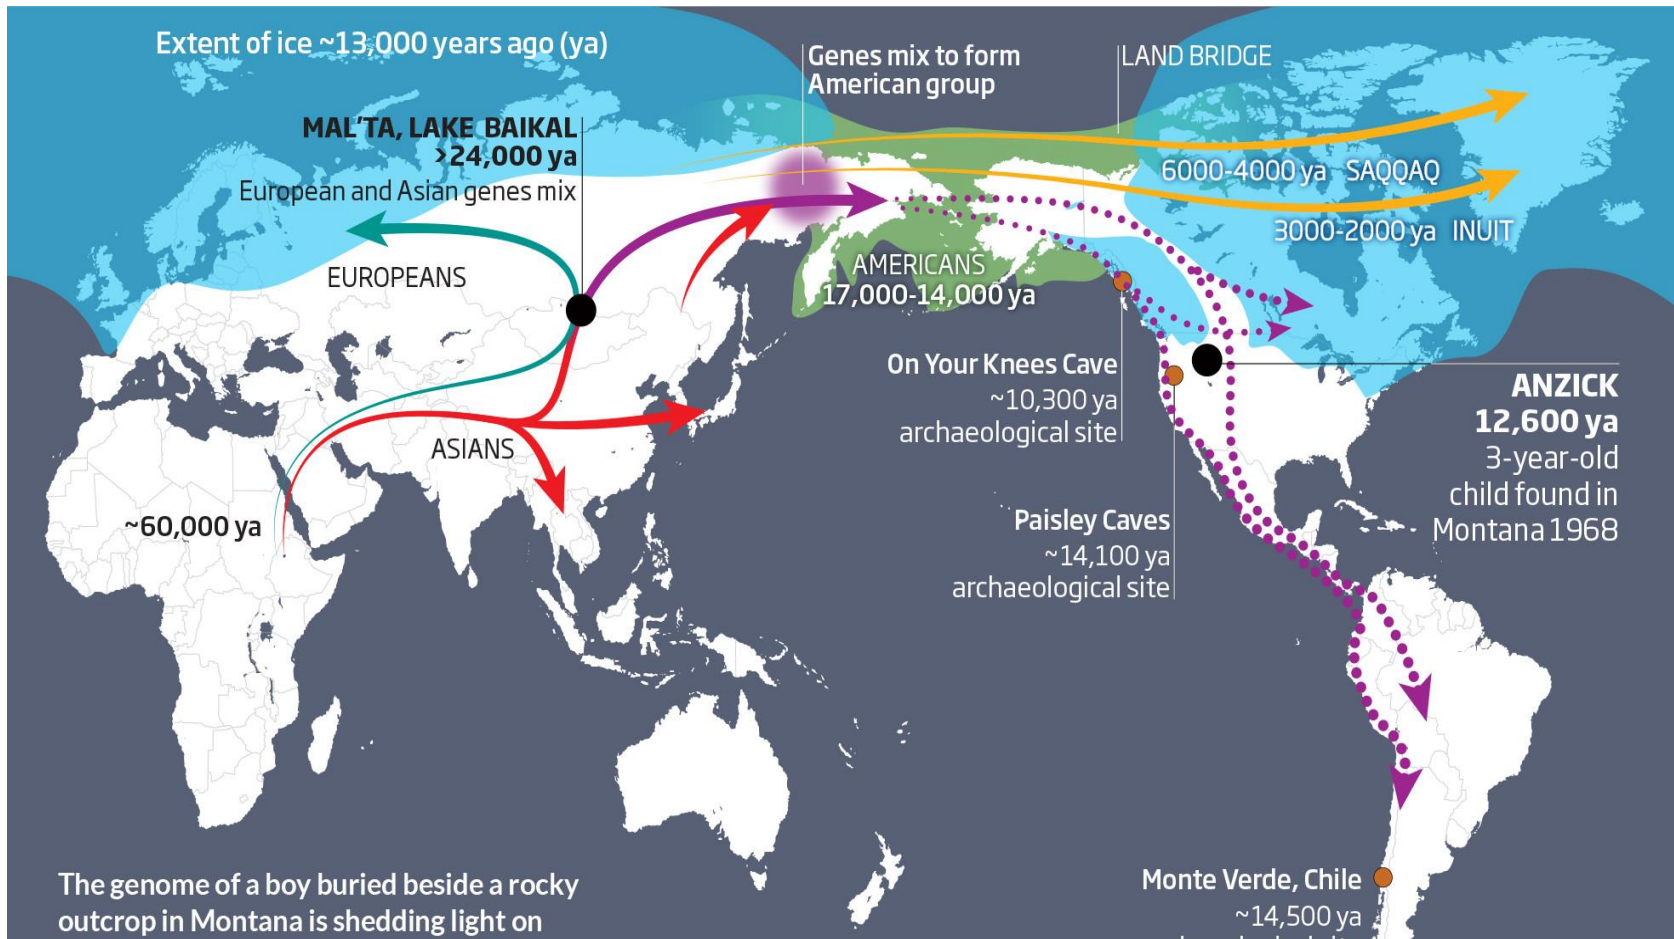 Extent of ice ~13,000 years ago (ya)
Genes mix to form
American group
LAND BRIDGE
MAL'TA, LAKE BAIKAL
>24,000 ya
European and Asian genes mix
6000-4000 ya SAQQAQ
3000-2000 ya INUIT
EUROPEANS
AMERICANS
17,000-14,000 ya
On Your Knees Cave
~10,300 ya
archaeological site
ANZICK
12,600 ya
3-year-old
child found in
Montana 1968
ASIANS
~60,000 ya
Paisley Caves
~14,100 ya
archaeological site
Monte Verde, Chile
~14,500 ya
The genome of a boy buried beside a rocky
outcrop in Montana is shedding light on